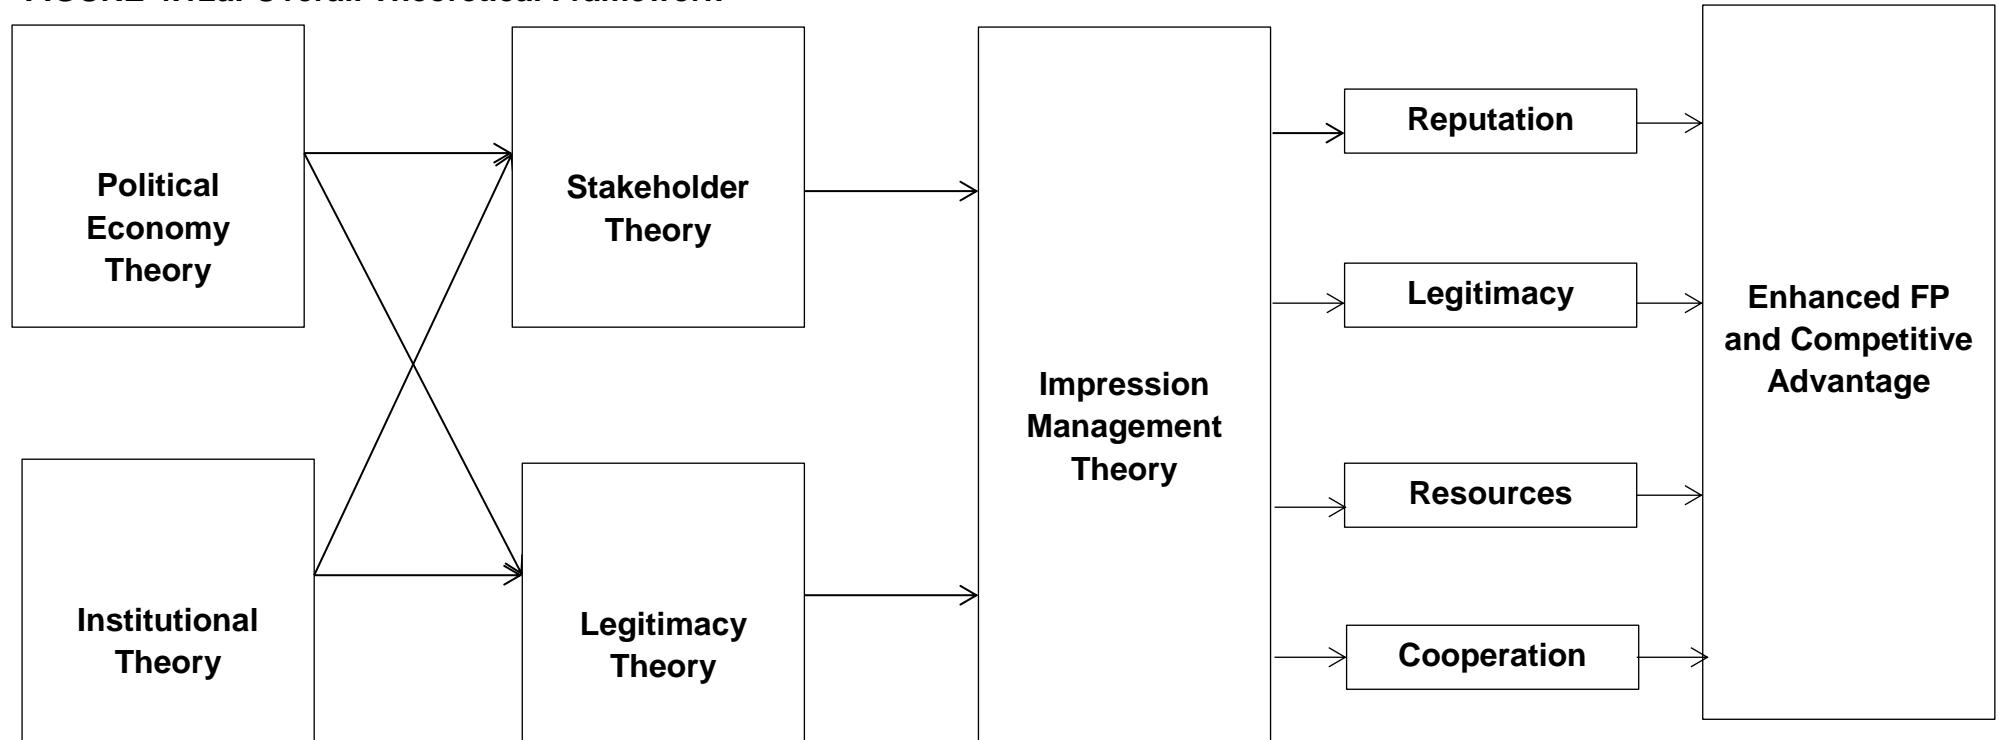 Political
Economy
Theory
Stakeholder
Theory
Institutional
Theory
Legitimacy
Theory
Impression
Management
Theory
Reputation
Legitimacy
Resources
Cooperation
Enhanced FP
and Competitive
Advantage